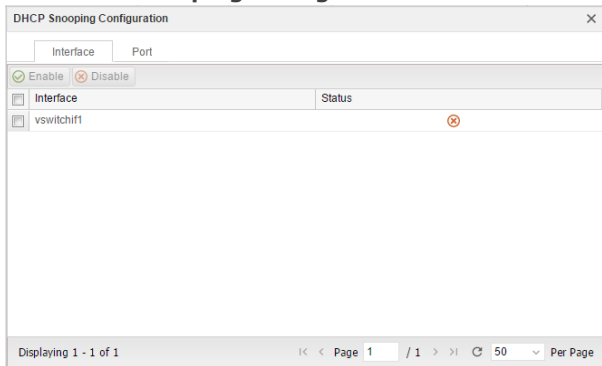 DHCP Snooping Configuration
Interface Port
Enable Disable
Interface Status
vswitchif1
Displaying 1 - 1 of 1 Page 1 / 1 50 Per Page